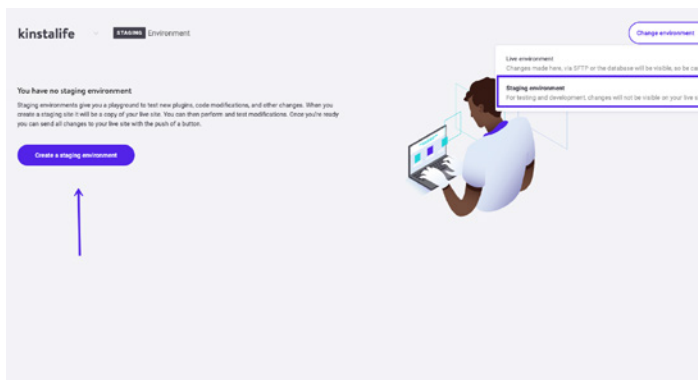 kinstalife
STAGING Environment
Change environment
Live environment
Changes made here, via SFTP or the database will be visible, so be
Staging environment
For testing and development, changes will not be visible on your live
You have no staging environment
Staging environments give you a playground to test new plugins, code modifications, and other changes. When you
create a staging site it will be a copy of your live site. You can then perform and test modifications. Once you're ready
you can send all changes to your live site with the push of a button.
Create a staging environment